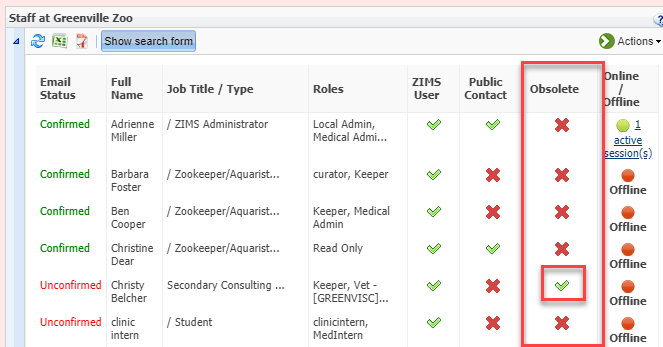 Staff at Greenville Zoo
Show search form
Actions
Email Status Full Name Job Title / Type Roles ZIMS User Public Contact Obsolete Online / Offline
Confirmed Adrienne Miller / ZIMS Administrator Local Admin, Medical Admi... 1 active session(s)
Confirmed Barbara Foster / Zookeeper/Aquarist... curator, Keeper Offline
Confirmed Ben Cooper / Zookeeper/Aquarist... Keeper, Medical Admin Offline
Confirmed Christine Dear / Zookeeper/Aquarist... Read Only Offline
Unconfirmed Christy Belcher Secondary Consulting ... Keeper, Vet - [GREENVISC]... Offline
Unconfirmed clinic intern / Student clinicintern, MedIntern Offline